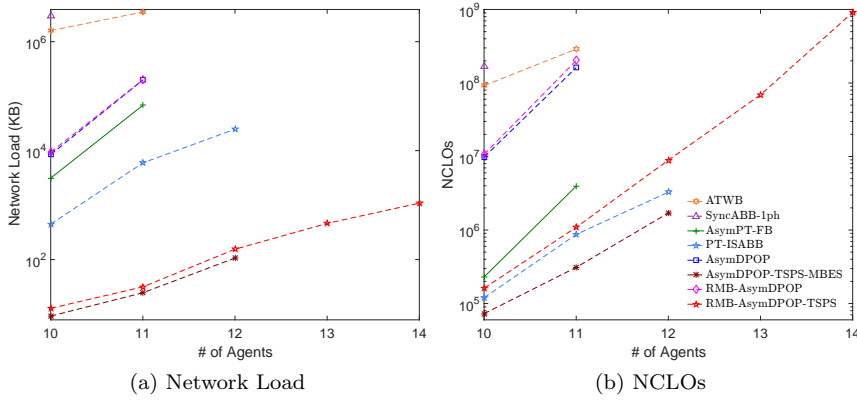 10^6
10^4
10^2
Network Load (KB)
10 11 12 13 14
# of Agents
(a) Network Load
10^9
10^8
10^7
10^6
10^5
NCLOs
ATWB
SyncABB-1ph
AsymPT-FB
PT-ISABB
AsymDPOP
AsymDPOP-TSPS-MBES
RMB-AsymDPOP
RMB-AsymDPOP-TSPS
10 11 12 13 14
# of Agents
(b) NCLOs